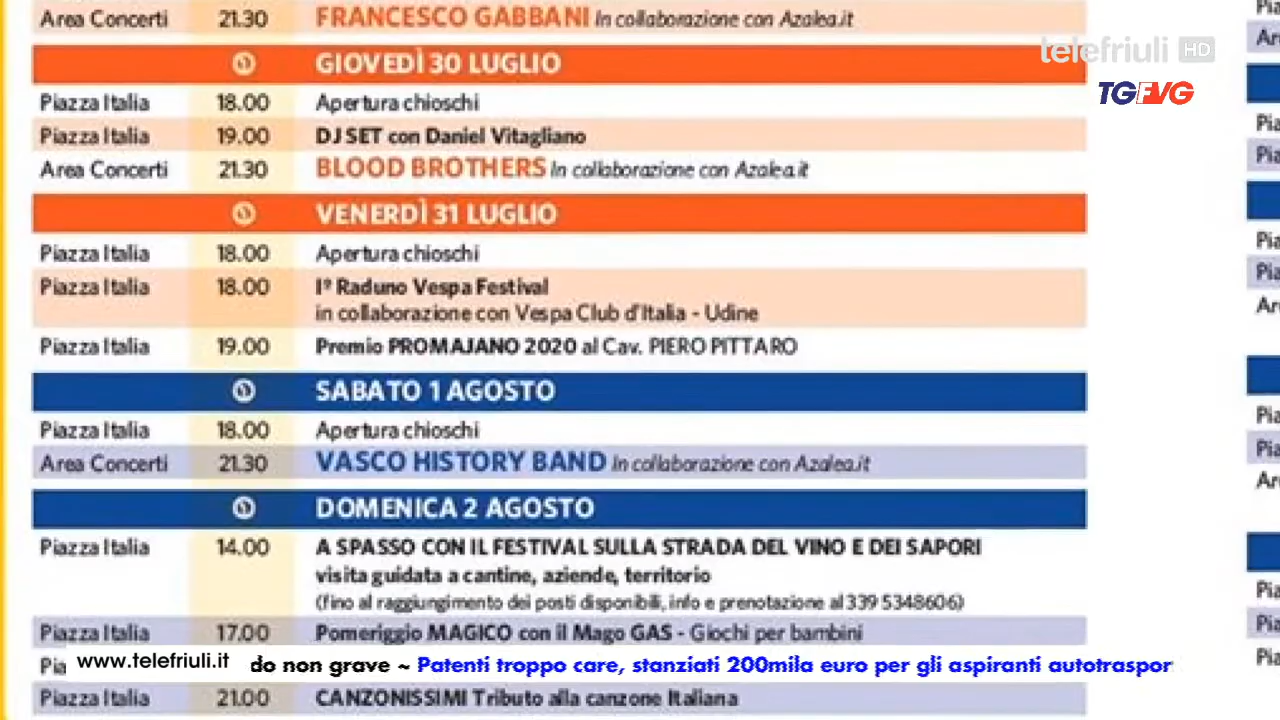 Area Concerti 21.30 FRANCESCO GABBANI In collaborazione con Azalea.it
telefriuli HD
GIOVEDÌ 30 LUGLIO
TGFVG
Piazza Italia 18.00 Apertura chioschi
Piazza Italia 19.00 DJ SET con Daniel Vitagliano
Area Concerti 21.30 BLOOD BROTHERS In collaborazione con Azalea.it
VENERDÌ 31 LUGLIO
Piazza Italia 18.00 Apertura chioschi
Piazza Italia 18.00 Iº Raduno Vespa Festival
in collaborazione con Vespa Club d'Italia - Udine
Piazza Italia 19.00 Premio PROMAJANO 2020 al Cav. PIERO PITTARO
SABATO 1 AGOSTO
Piazza Italia 18.00 Apertura chioschi
Area Concerti 21.30 VASCO HISTORY BAND In collaborazione con Azalea.it
DOMENICA 2 AGOSTO
Piazza Italia 14.00 A SPASSO CON IL FESTIVAL SULLA STRADA DEL VINO E DEI SAPORI
visita guidata a cantine, aziende, territorio
(fino al raggiungimento dei posti disponibili, info e prenotazione al 339 5348606)
Piazza Italia 17.00 Pomeriggio MAGICO con il Mago GAS - Giochi per bambini
Pia www.telefriuli.it do non grave ~ Patenti troppo care, stanziati 200mila euro per gli aspiranti autotraspor
Piazza Italia 21.00 CANZONISSIMI Tributo alla canzone Italiana